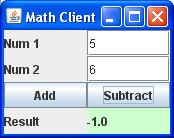 Math Client
Num 1 5
Num 2 6
Add Subtract
Result -1.0